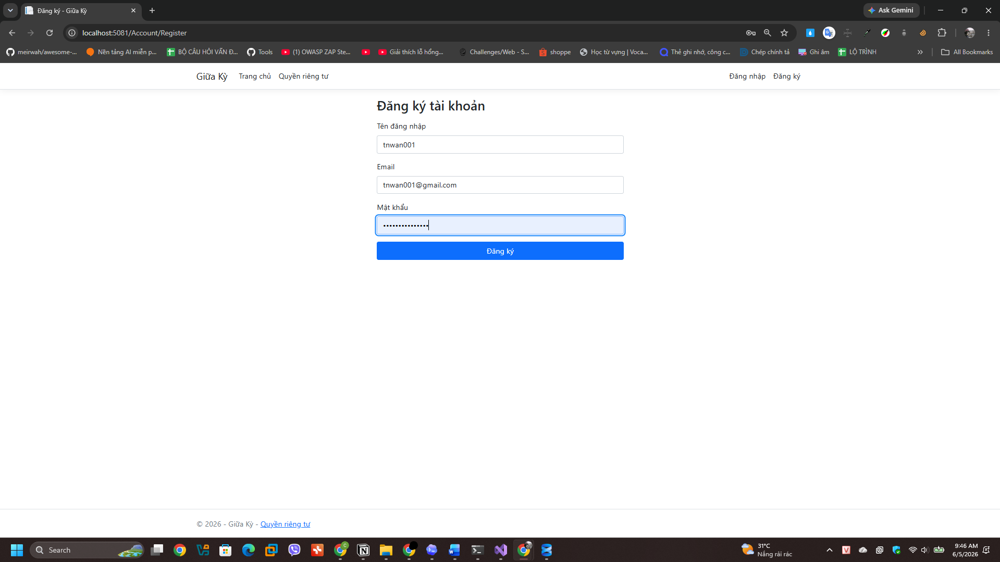 Đăng ký - Giữa Kỳ
Ask Gemini
localhost:5081/Account/Register
meirwah/awesome-...
Nền tảng AI miễn p...
BỘ CÂU HỎI VẤN Đ...
Tools
(1) OWASP ZAP Ste...
Giải thích lỗ hổng...
Challenges/Web - S...
shoppe
Học từ vựng | Voca...
Thẻ ghi nhớ, công c...
Chép chính tả
Ghi âm
LỘ TRÌNH
All Bookmarks
Giữa Kỳ
Trang chủ
Quyền riêng tư
Đăng nhập
Đăng ký
Đăng ký tài khoản
Tên đăng nhập
tnwan001
Email
tnwan001@gmail.com
Mật khẩu
Đăng ký
© 2026 - Giữa Kỳ - Quyền riêng tư
Search
31°C
Nắng rải rác
9:46 AM
6/5/2026